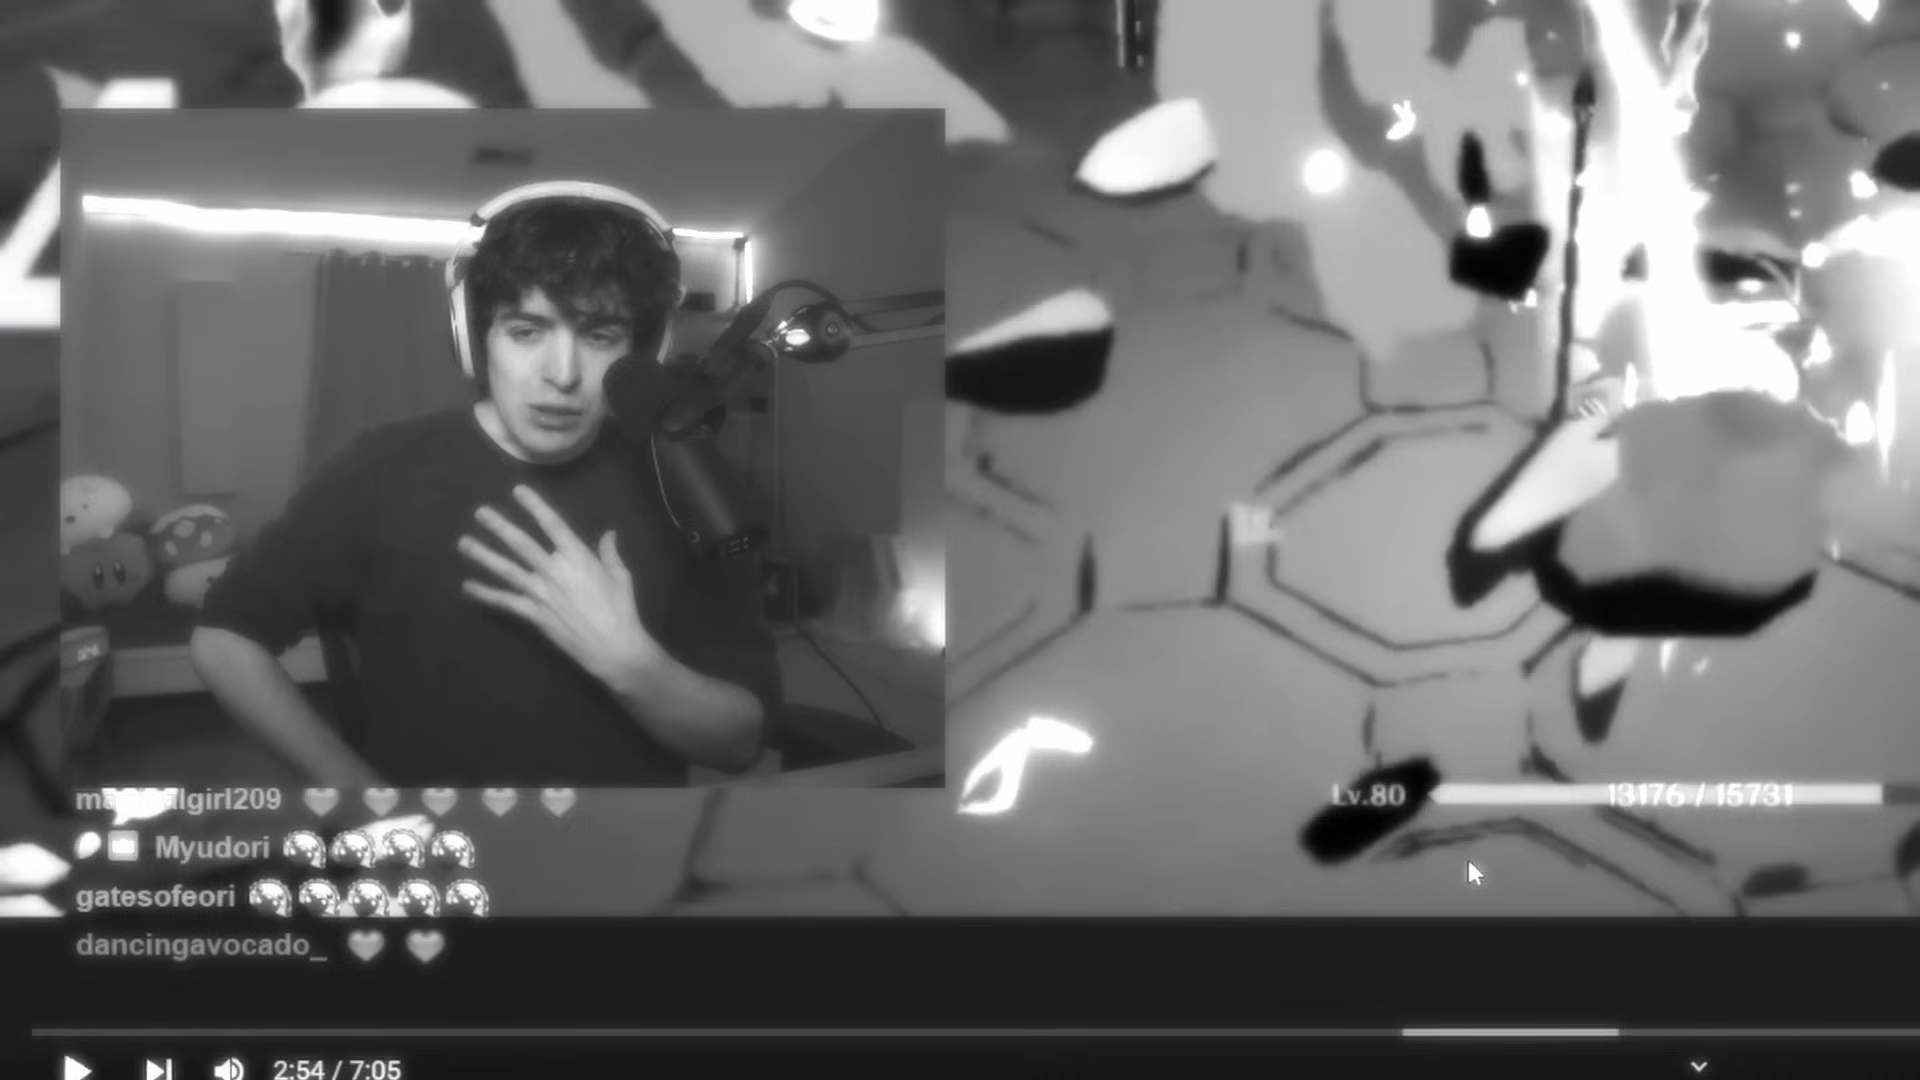 Lv.80 13176 / 15731
Myudori
gatesofeori
dancingavocado_
2:54 / 7:05